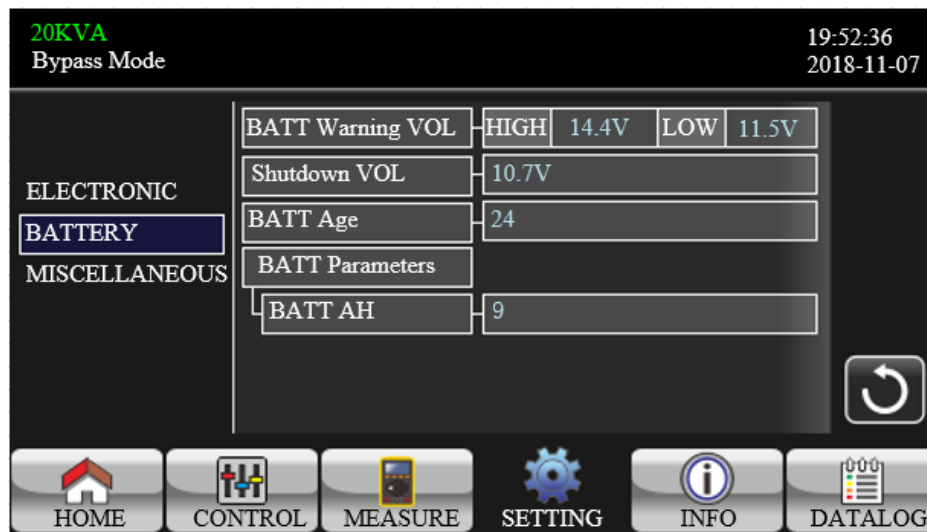 20KVA
Bypass Mode
19:52:36
2018-11-07
ELECTRONIC
BATTERY
MISCELLANEOUS
BATT Warning VOL HIGH 14.4V LOW 11.5V
Shutdown VOL 10.7V
BATT Age 24
BATT Parameters
BATT AH 9
HOME CONTROL MEASURE SETTING INFO DATALOG